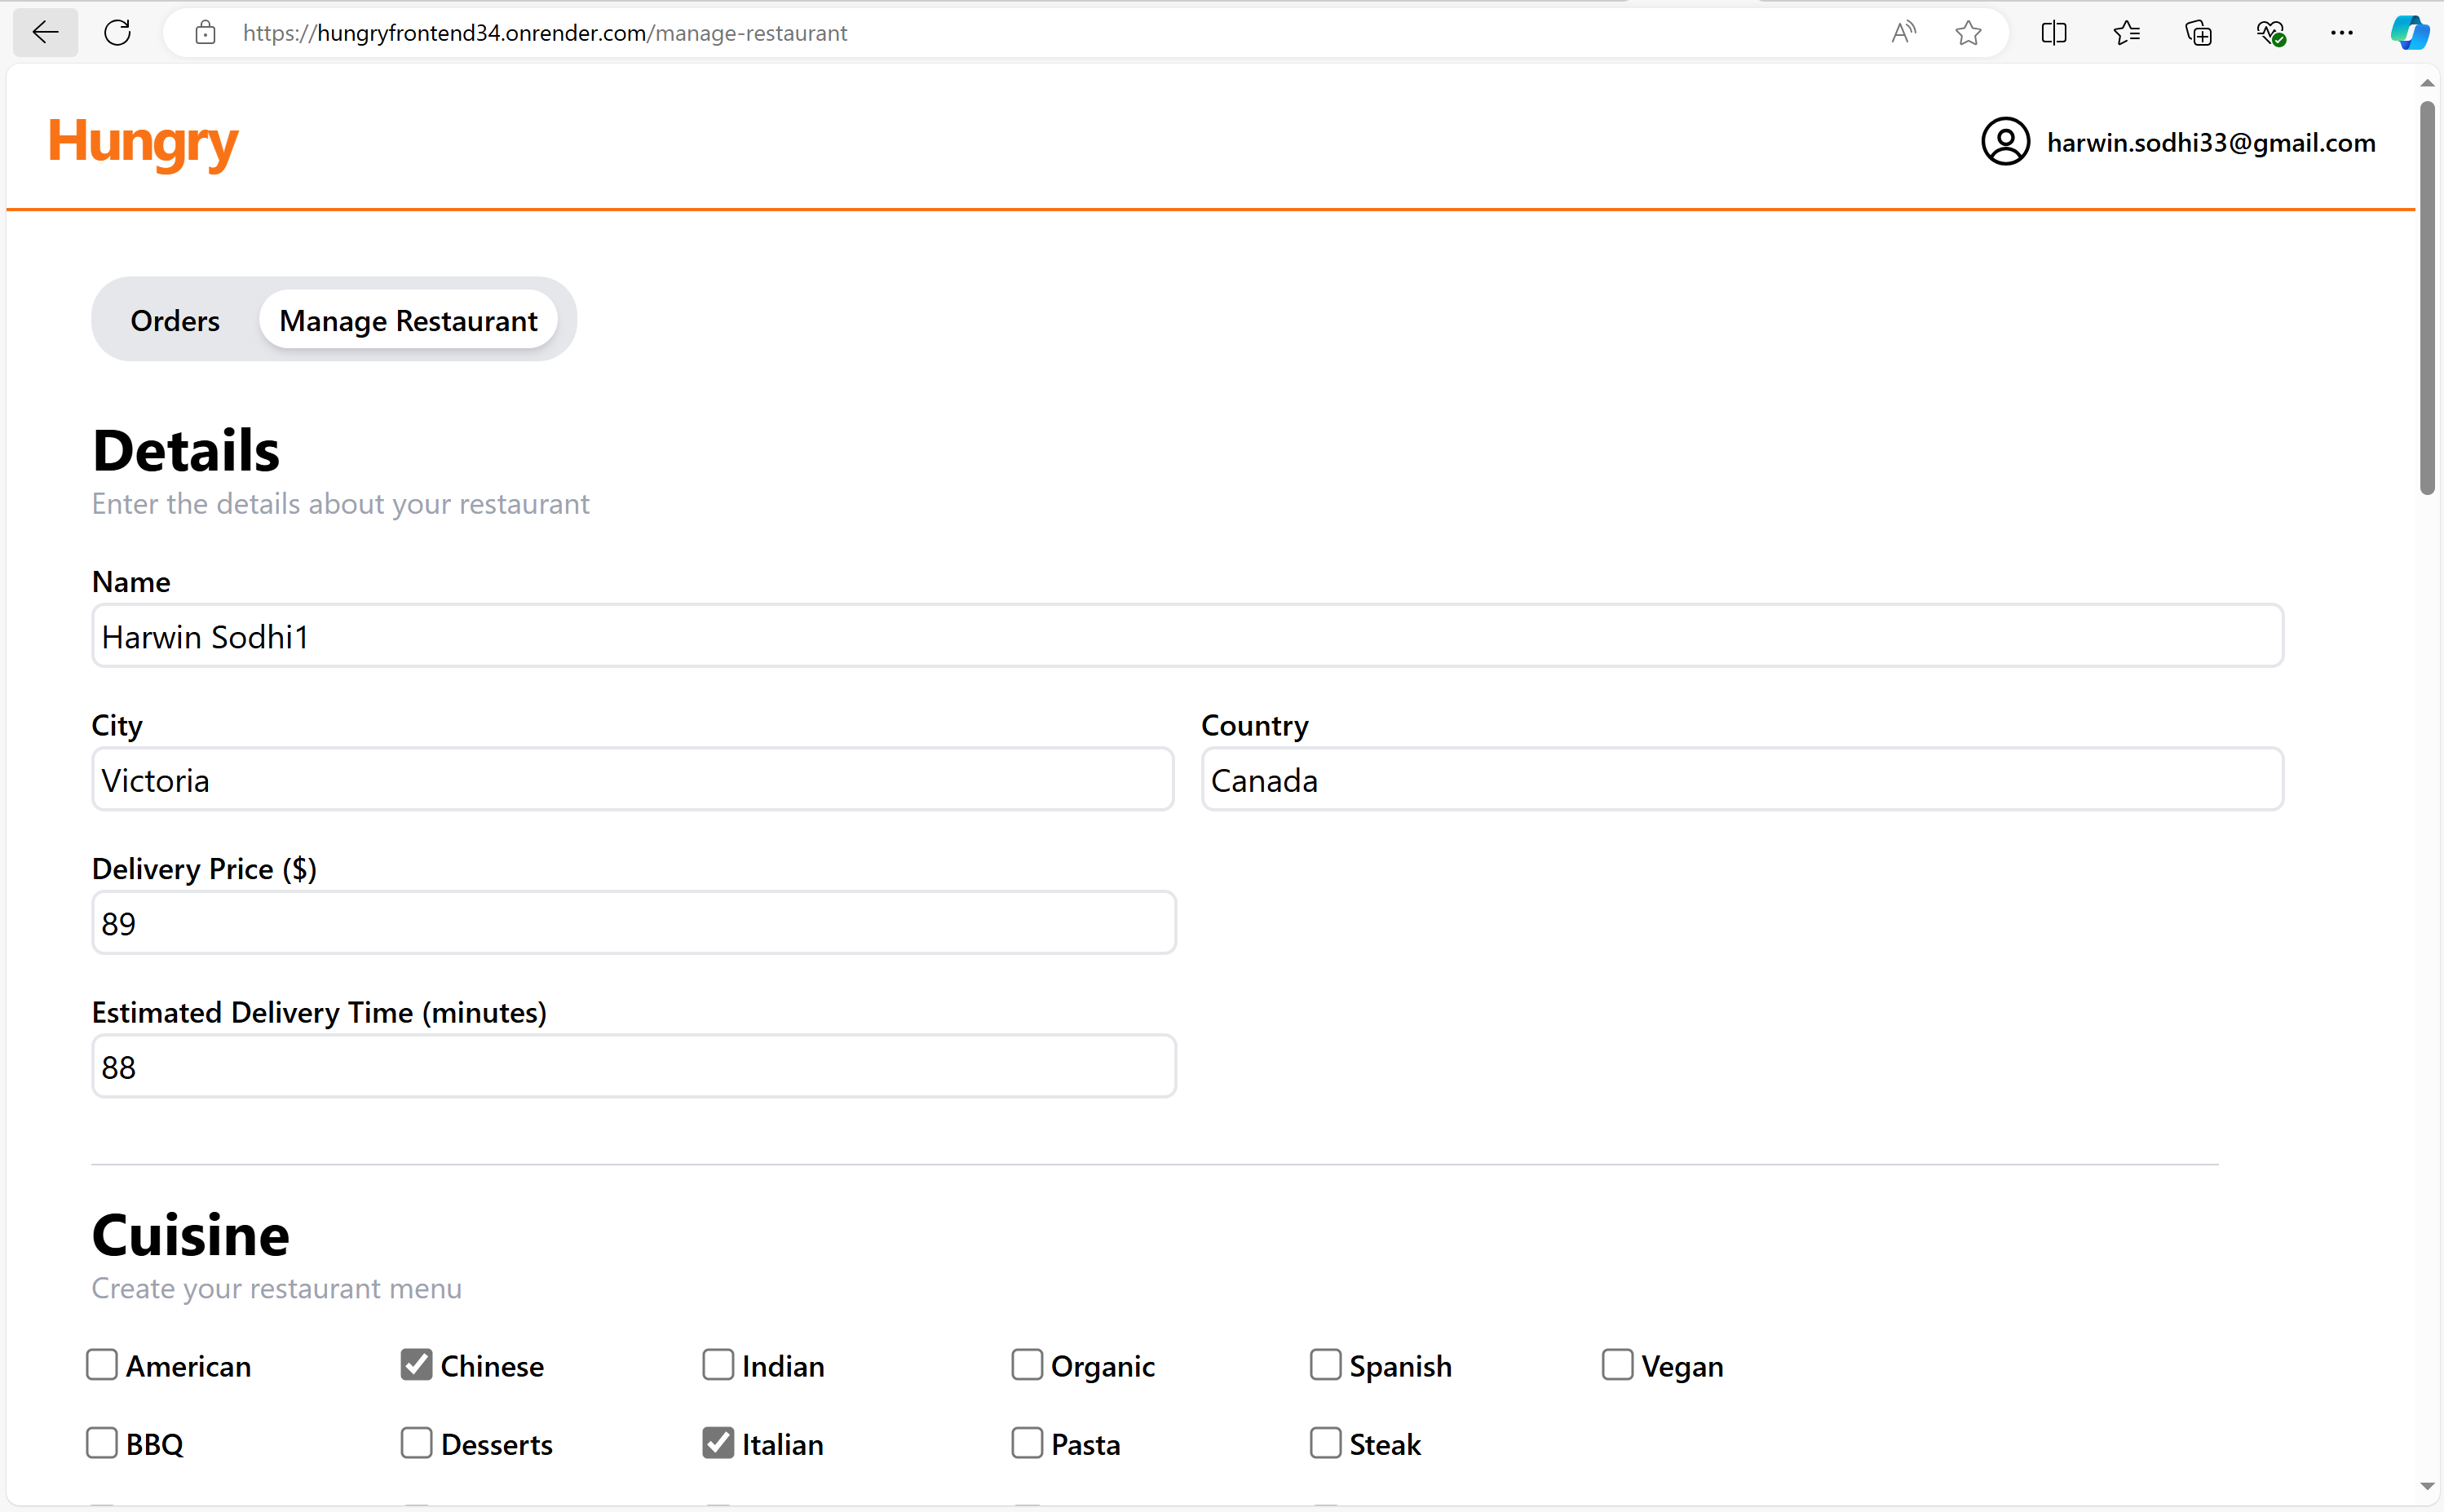 https://hungryfrontend34.onrender.com/manage-restaurant
Hungry
harwin.sodhi33@gmail.com
Orders Manage Restaurant
Details
Enter the details about your restaurant
Name
Harwin Sodhi1
City Country
Victoria Canada
Delivery Price ($)
89
Estimated Delivery Time (minutes)
88
Cuisine
Create your restaurant menu
American Chinese Indian Organic Spanish Vegan
BBQ Desserts Italian Pasta Steak